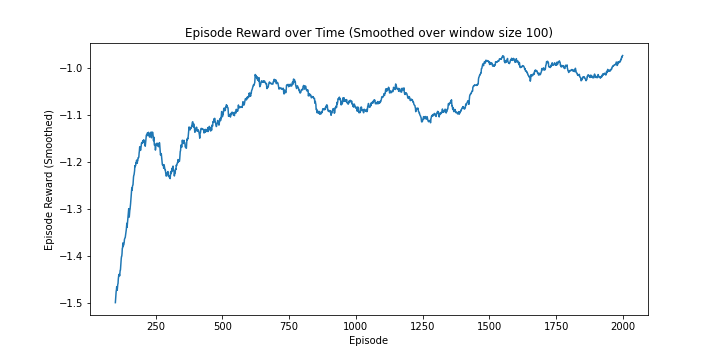 Episode Reward over Time (Smoothed over window size 100)
−1.0
−1.1
−1.2
−1.3
−1.4
−1.5
Episode Reward (Smoothed)
250 500 750 1000 1250 1500 1750 2000
Episode